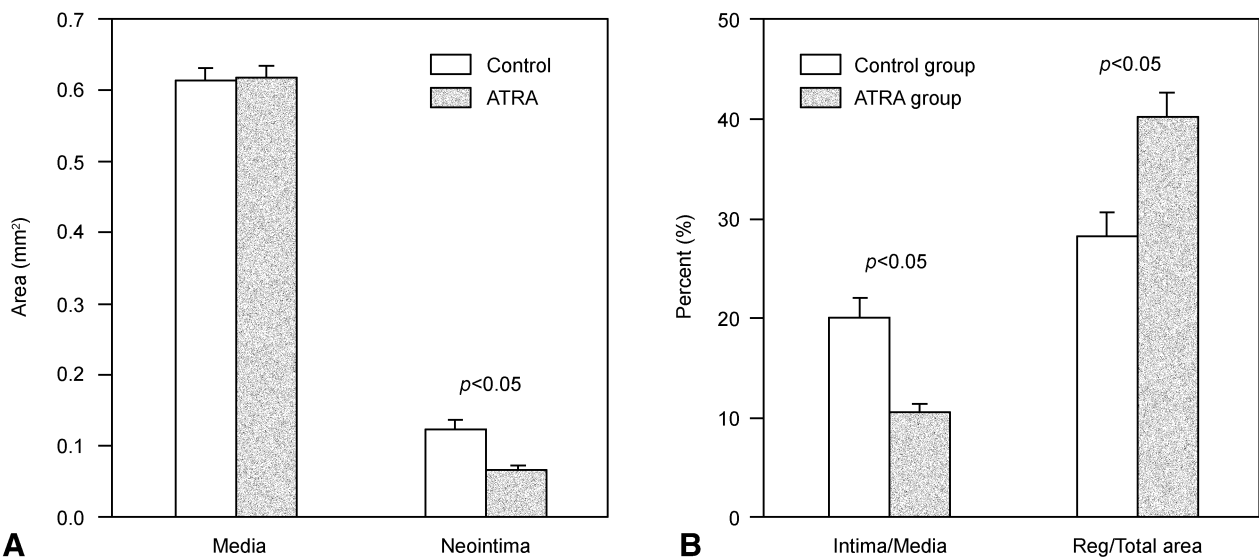 0.7
0.6
0.5
0.4
0.3
0.2
0.1
0.0
Area (mm²)
Control
ATRA
p<0.05
Media
Neointima
A
50
40
30
20
10
0
Percent (%)
Control group
ATRA group
p<0.05
p<0.05
Intima/Media
Reg/Total area
B